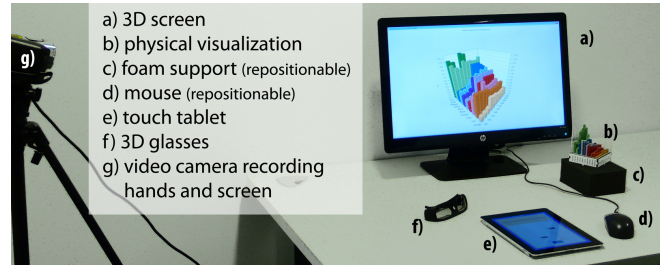 a) 3D screen
b) physical visualization
c) foam support (repositionable)
d) mouse (repositionable)
e) touch tablet
f) 3D glasses
g) video camera recording
hands and screen
g)
a)
b)
c)
d)
e)
f)
hp